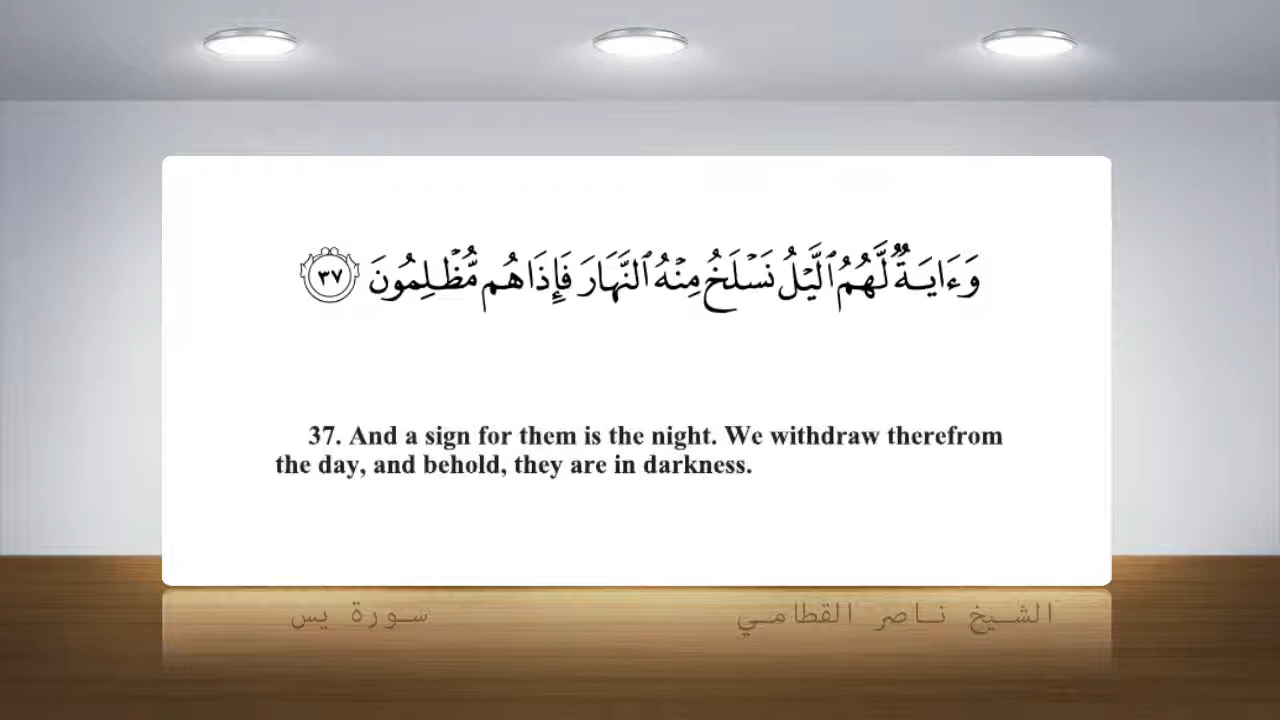 وَءَايَةٌ لَّهُمُ ٱلَّيْلُ نَسْلَخُ مِنْهُ ٱلنَّهَارَ فَإِذَا هُم مُّظْلِمُونَ ٣٧
37. And a sign for them is the night. We withdraw therefrom
the day, and behold, they are in darkness.
الشيخ ناصر القطامي سورة يس